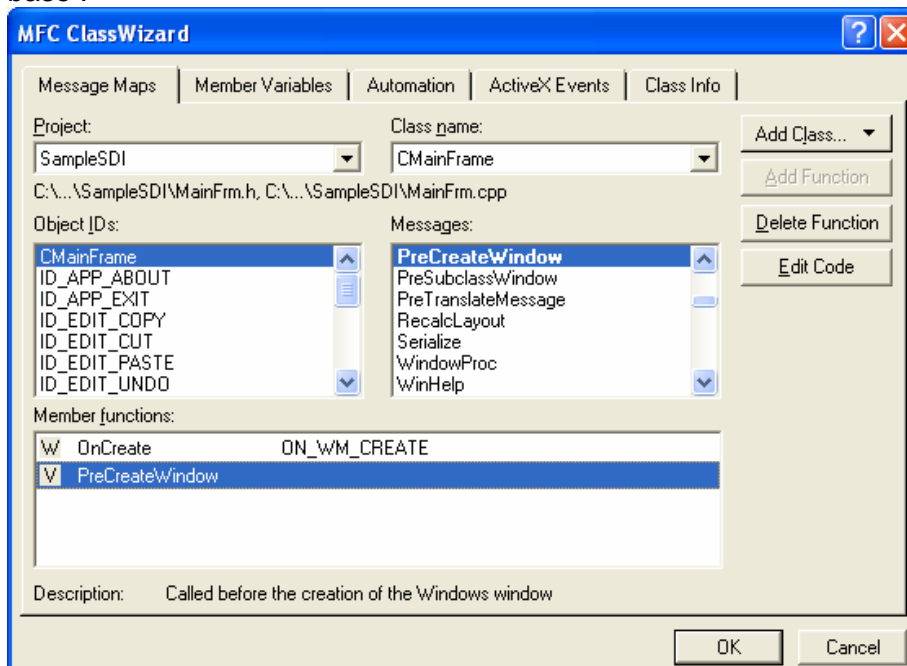 MFC ClassWizard
Message Maps Member Variables Automation ActiveX Events Class Info
Project: Class name: Add Class...
SampleSDI CMainFrame
C:\...\SampleSDI\MainFrm.h, C:\...\SampleSDI\MainFrm.cpp
Add Function
Object IDs: Messages: Delete Function
CMainFrame PreCreateWindow
ID_APP_ABOUT PreSubclassWindow Edit Code
ID_APP_EXIT PreTranslateMessage
ID_EDIT_COPY RecalcLayout
ID_EDIT_CUT Serialize
ID_EDIT_PASTE WindowProc
ID_EDIT_UNDO WinHelp
Member functions:
W OnCreate ON_WM_CREATE
V PreCreateWindow
Description: Called before the creation of the Windows window
OK Cancel